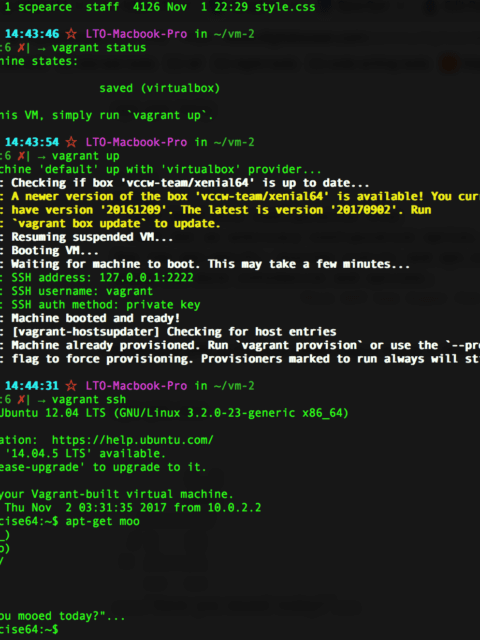 1 scpearce staff 4126 Nov 1 22:29 style.css
14:43:46 ☆ LTO-Macbook-Pro in ~/vm-2
:6 ✗| → vagrant status
hine states:
saved (virtualbox)
his VM, simply run `vagrant up`.
14:43:54 ☆ LTO-Macbook-Pro in ~/vm-2
:6 ✗| → vagrant up
achine 'default' up with 'virtualbox' provider...
: Checking if box 'vccw-team/xenial64' is up to date...
: A newer version of the box 'vccw-team/xenial64' is available! You curr
: have version '20161209'. The latest is version '20170902'. Run
: `vagrant box update` to update.
: Resuming suspended VM...
: Booting VM...
: Waiting for machine to boot. This may take a few minutes...
: SSH address: 127.0.0.1:2222
: SSH username: vagrant
: SSH auth method: private key
: Machine booted and ready!
: [vagrant-hostsupdater] Checking for host entries
: Machine already provisioned. Run `vagrant provision` or use the `--pro
: flag to force provisioning. Provisioners marked to run always will sti
14:44:31 ☆ LTO-Macbook-Pro in ~/vm-2
:6 ✗| → vagrant ssh
Ubuntu 12.04 LTS (GNU/Linux 3.2.0-23-generic x86_64)
ation: https://help.ubuntu.com/
'14.04.5 LTS' available.
ease-upgrade' to upgrade to it.
your Vagrant-built virtual machine.
Thu Nov 2 03:31:35 2017 from 10.0.2.2
cise64:~$ apt-get moo
_)
o)
/
ou mooed today?"...
cise64:~$